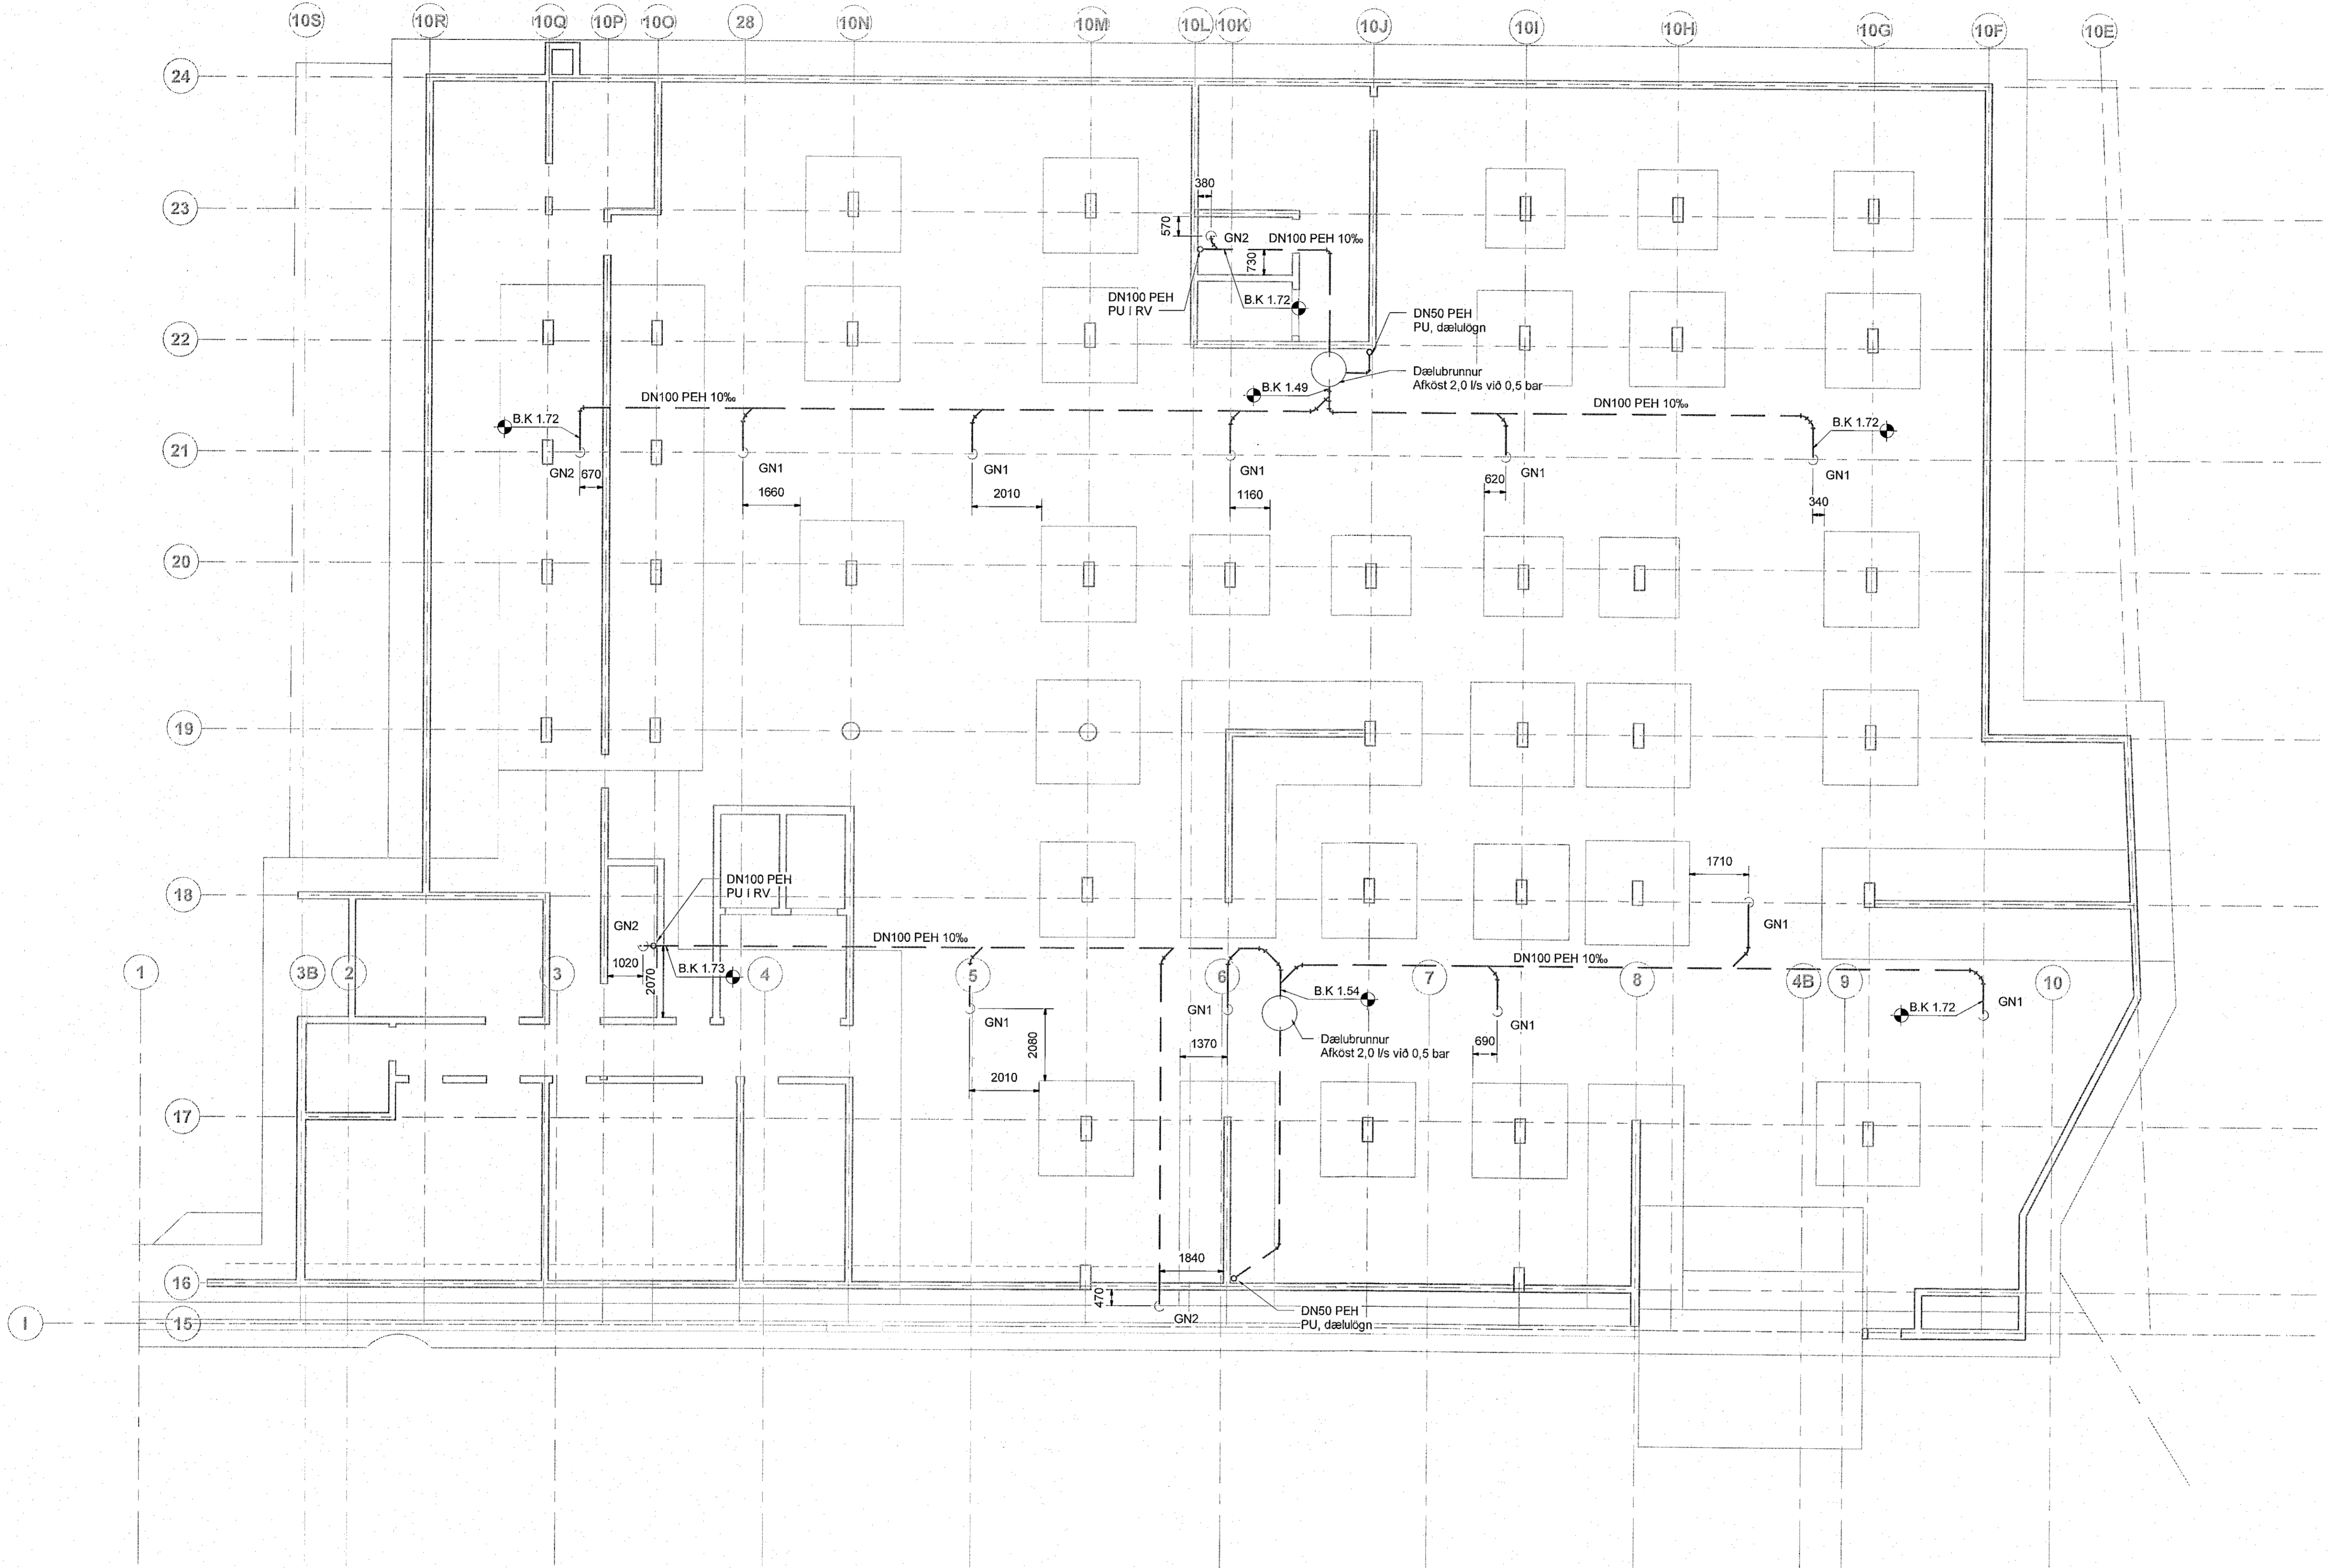 10S
10R
10Q
10P
10O
28
10N
10M
10L
10K
10J
10I
10H
10G
10F
10E
24
23
380
570
GN2
DN100 PEH 10‰
730
DN100 PEH
PU Í RV
B.K 1.72
22
DN50 PEH
PU, dælulögn
Dælubrunnur
Afköst 2,0 l/s við 0,5 bar
B.K 1.49
DN100 PEH 10‰
DN100 PEH 10‰
B.K 1.72
B.K 1.72
21
GN2
670
GN1
GN1
GN1
GN1
GN1
1660
2010
1160
620
340
20
19
18
DN100 PEH
PU Í RV
1710
GN2
GN1
DN100 PEH 10‰
DN100 PEH 10‰
1020
2070
B.K 1.73
1
3B
2
3
4
5
6
7
8
4B
9
10
B.K 1.54
B.K 1.72
GN1
GN1
GN1
GN1
2080
2010
1370
690
Dælubrunnur
Afköst 2,0 l/s við 0,5 bar
17
16
1840
470
GN2
DN50 PEH
PU, dælulögn
I
15